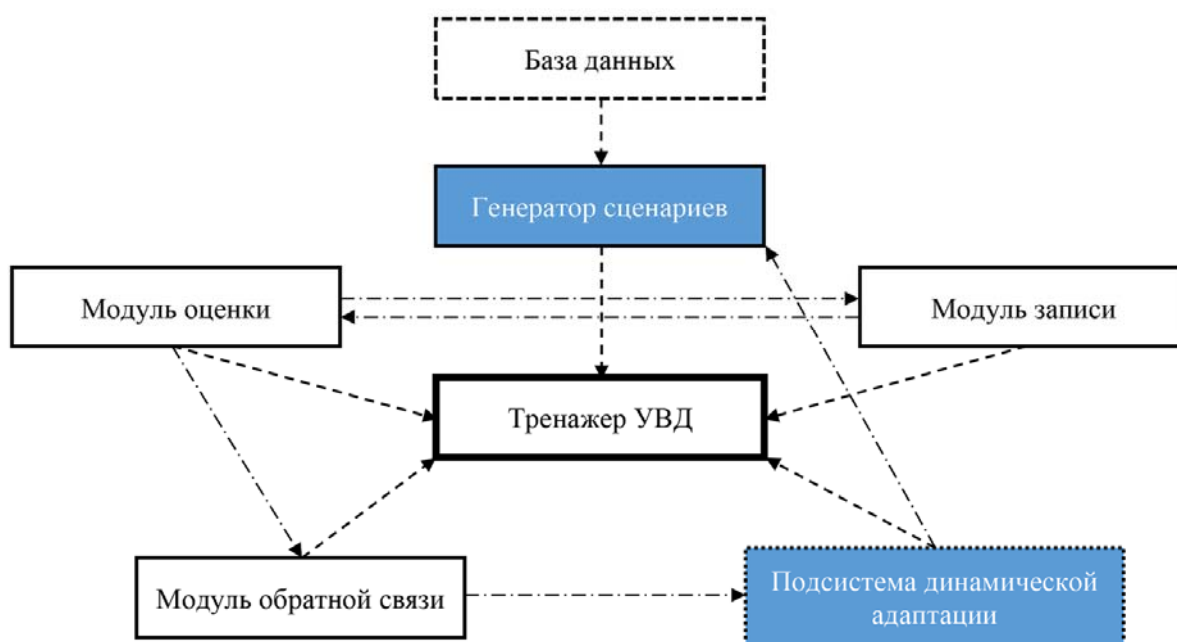 База данных
Генератор сценариев
Модуль оценки
Модуль записи
Тренажер УВД
Модуль обратной связи
Подсистема динамической
адаптации